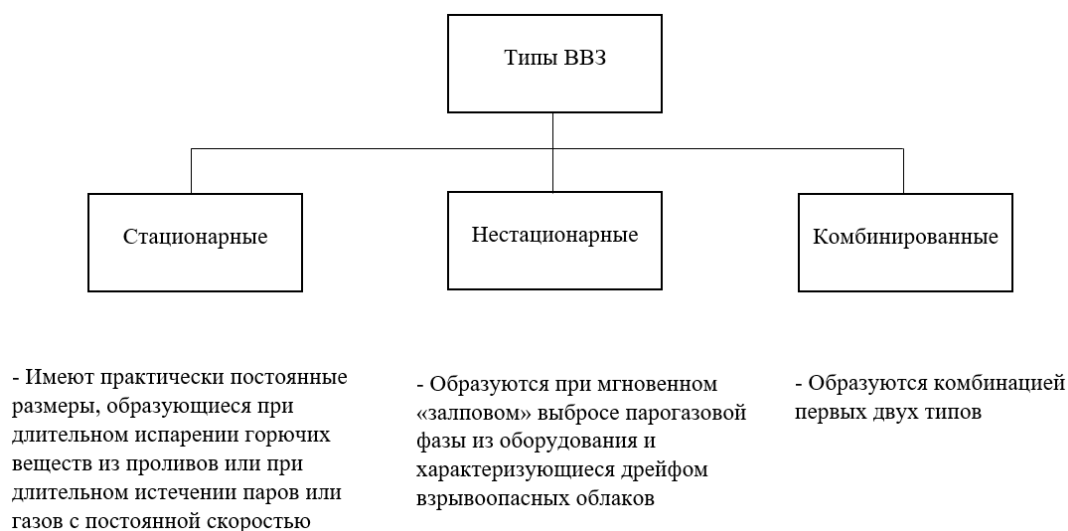 Типы ВВЗ
Стационарные
Нестационарные
Комбинированные
- Имеют практически постоянные
размеры, образующиеся при
длительном испарении горючих
веществ из проливов или при
длительном истечении паров или
газов с постоянной скоростью
- Образуются при мгновенном
«залповом» выбросе парогазовой
фазы из оборудования и
характеризующиеся дрейфом
взрывоопасных облаков
- Образуются комбинацией
первых двух типов